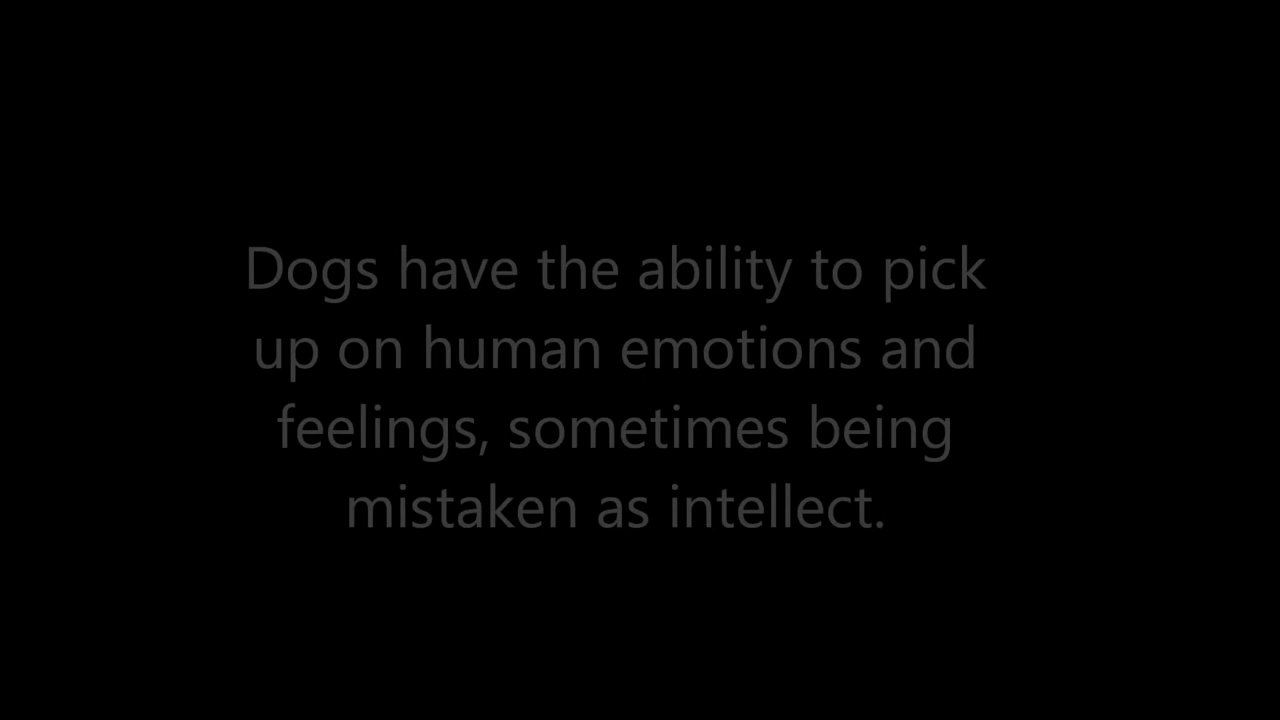 Dogs have the ability to pick
up on human emotions and
feelings, sometimes being
mistaken as intellect.